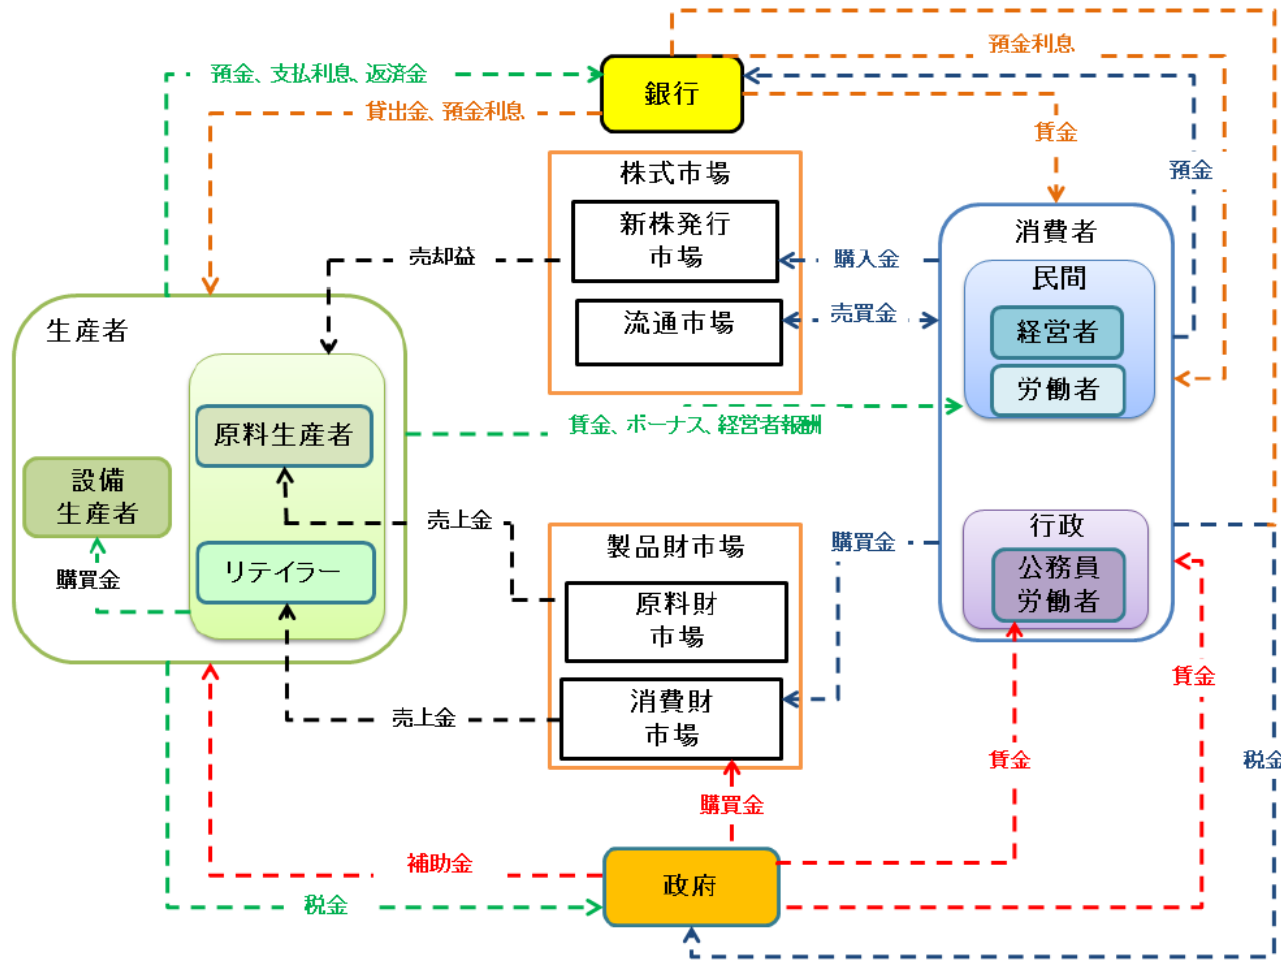 預金利息
預金、支払利息、返済金
銀行
貸出金、預金利息
賃金
預金
株式市場
新株発行
市場
売却益
購入金
流通市場
売買金
消費者
民間
経営者
労働者
生産者
原料生産者
賃金、ボーナス、経営者報酬
設備
生産者
売上金
リテイラー
購買金
製品財市場
原料財
市場
購買金
行政
公務員
労働者
消費財
市場
売上金
賃金
賃金
税金
購買金
補助金
政府
税金